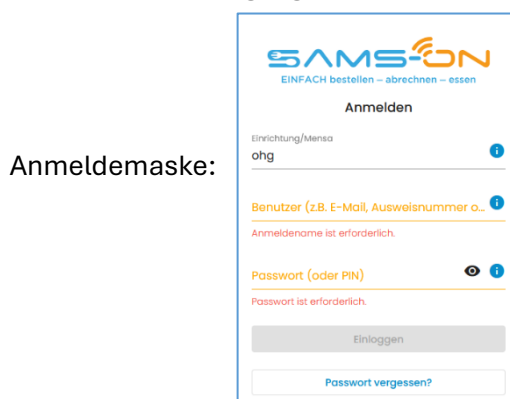 SAMS-ON
EINFACH bestellen – abrechnen – essen
Anmelden
Anmeldemaske:
Einrichtung/Mensa
ohg
Benutzer (z.B. E-Mail, Ausweisnummer o...
Anmeldename ist erforderlich.
Passwort (oder PIN)
Passwort ist erforderlich.
Einloggen
Passwort vergessen?